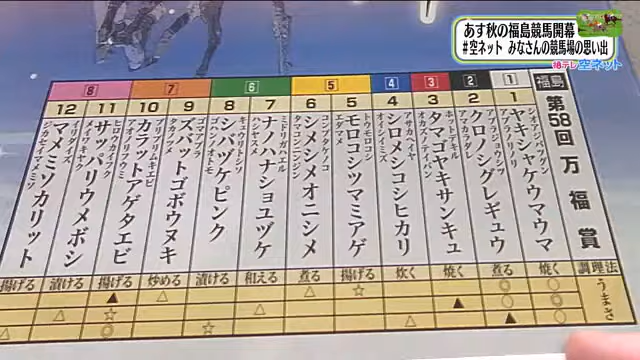 あす秋の福島競馬開幕
#空ネット みなさんの競馬場の思い出
福テレ空ネット
福島 第58回 万福賞
1 2 3 4 5 6 7 8
1 2 3 4 5 6 7 8 9 10 11 12
マキシャケウマウマ
クロノシグレギュウ
タマゴヤキサンキュ
シロメシコシヒカリ
モロコシツマミアゲ
シメシメオニシメ
ナノハナショユヅケ
シバヅケピンク
ズバットゴボウヌキ
カラットアゲタエビ
サッパリウメボシ
マメミソカリット
調理法 焼く 煮る 焼く 炊く 揚げる 煮る 和える 漬ける 炒める 揚げる 漬ける 揚げる
うまさ